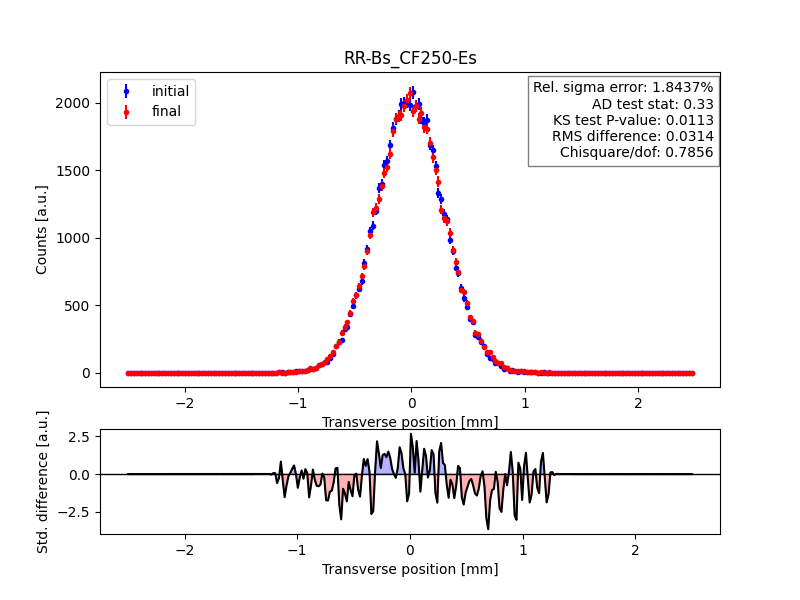 RR-Bs_CF250-Es
initial
final
Rel. sigma error: 1.8437%
AD test stat: 0.33
KS test P-value: 0.0113
RMS difference: 0.0314
Chisquare/dof: 0.7856
Counts [a.u.]
2000
1500
1000
500
0
−2
−1
0
1
2
Transverse position [mm]
Std. difference [a.u.]
2.5
0.0
−2.5
−2
−1
0
1
2
Transverse position [mm]